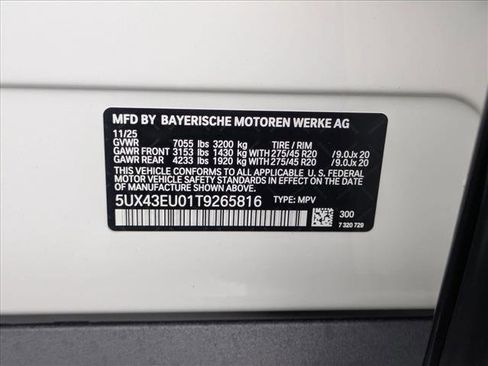 MFD BY BAYERISCHE MOTOREN WERKE AG
11/25
GVWR 7055 lbs 3200 kg TIRE / RIM
GAWR FRONT 3153 lbs 1430 kg WITH 275/45 R20 /9.0Jx 20
GAWR REAR 4233 lbs 1920 kg WITH 275/45 R20 /9.0Jx 20
THIS VEHICLE CONFORMS TO ALL APPLICABLE U.S. FEDERAL
MOTOR VEHICLE SAFETY STANDARDS IN EFFECT ON THE
DATE OF MANUFACTURE SHOWN ABOVE.
5UX43EU01T9265816 TYPE: MPV
300
7 320 729